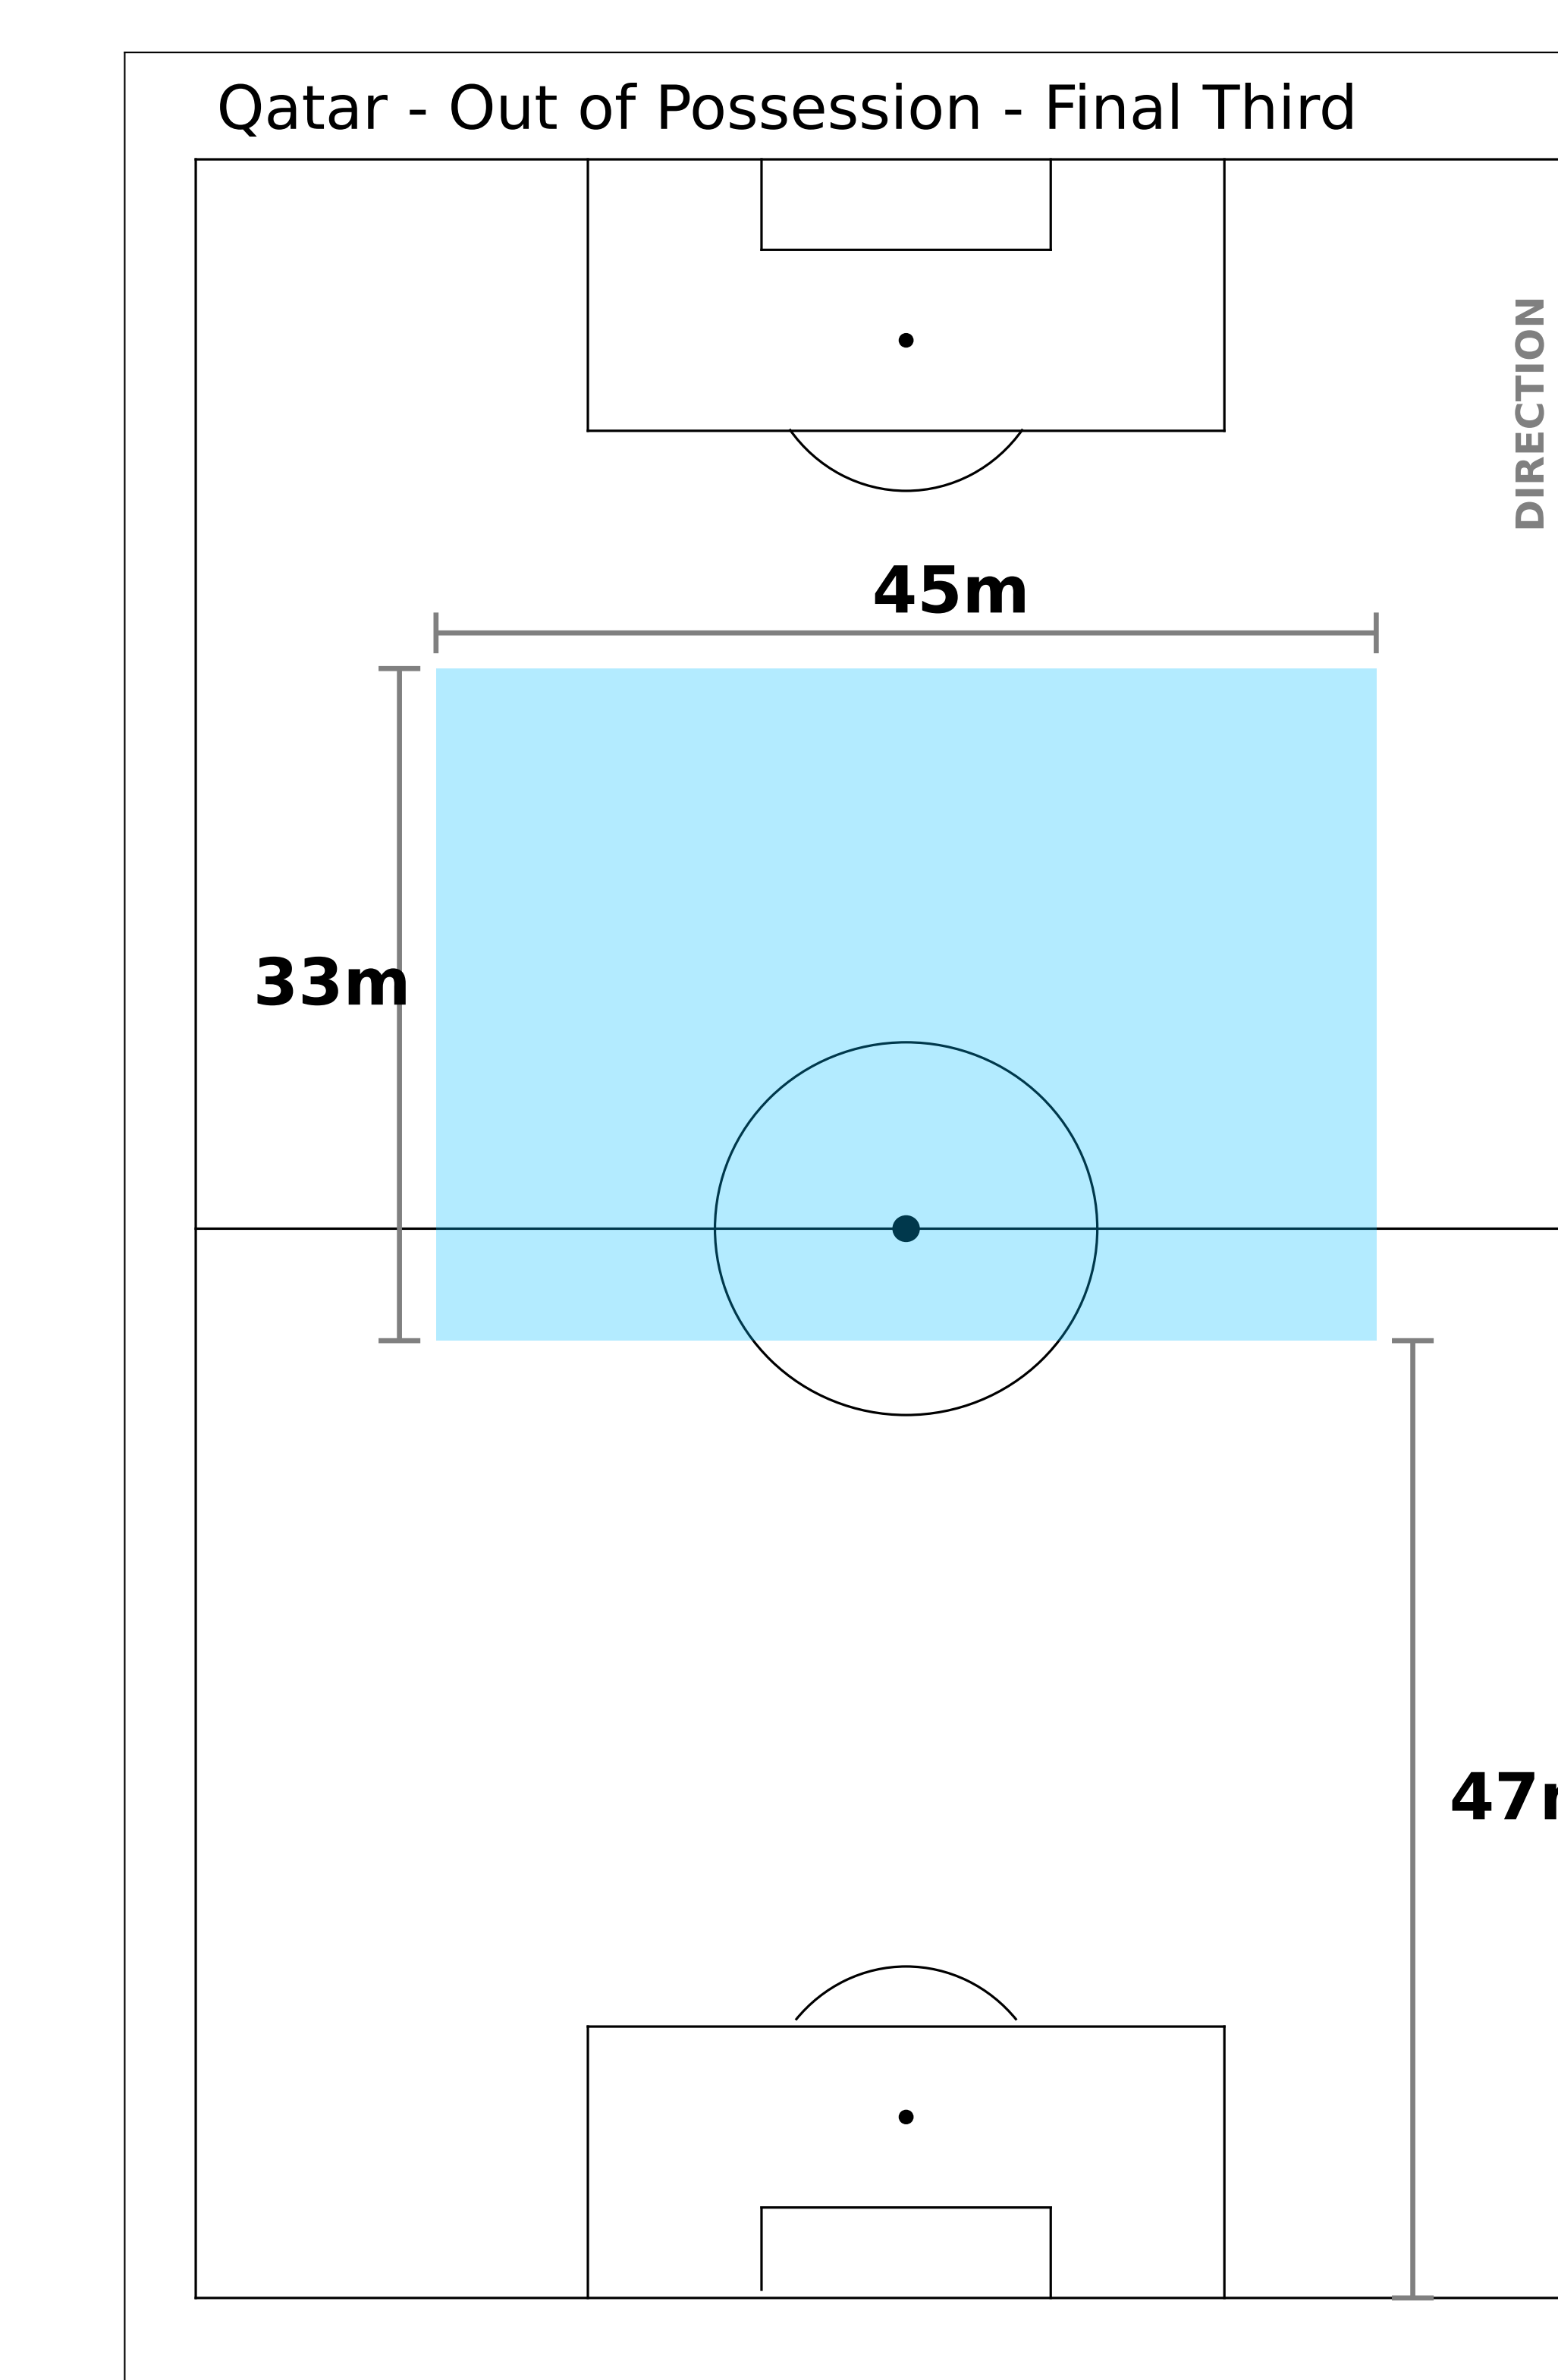 Qatar - Out of Possession - Final Third
DIRECTION
45m
33m